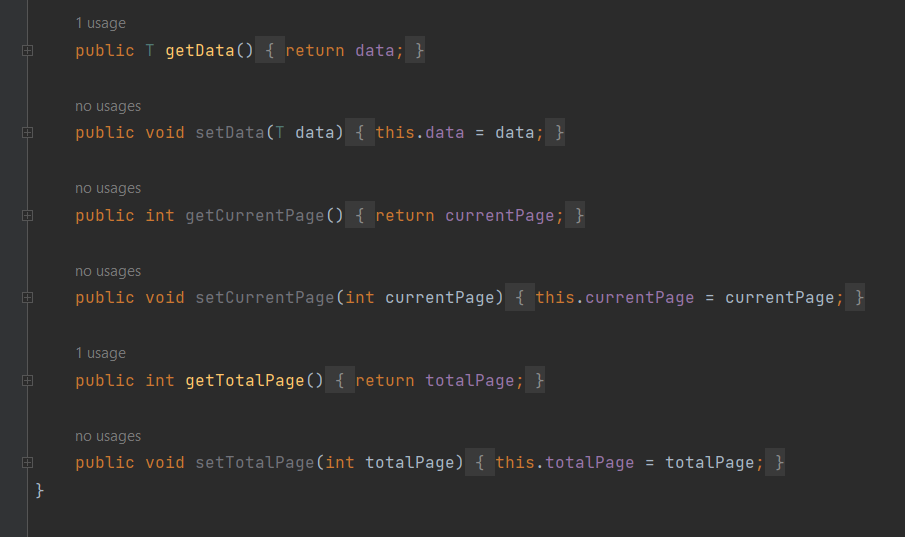 1 usage
public T getData() { return data; }
no usages
public void setData(T data) { this.data = data; }
no usages
public int getCurrentPage() { return currentPage; }
no usages
public void setCurrentPage(int currentPage) { this.currentPage = currentPage; }
1 usage
public int getTotalPage() { return totalPage; }
no usages
public void setTotalPage(int totalPage) { this.totalPage = totalPage; }
}